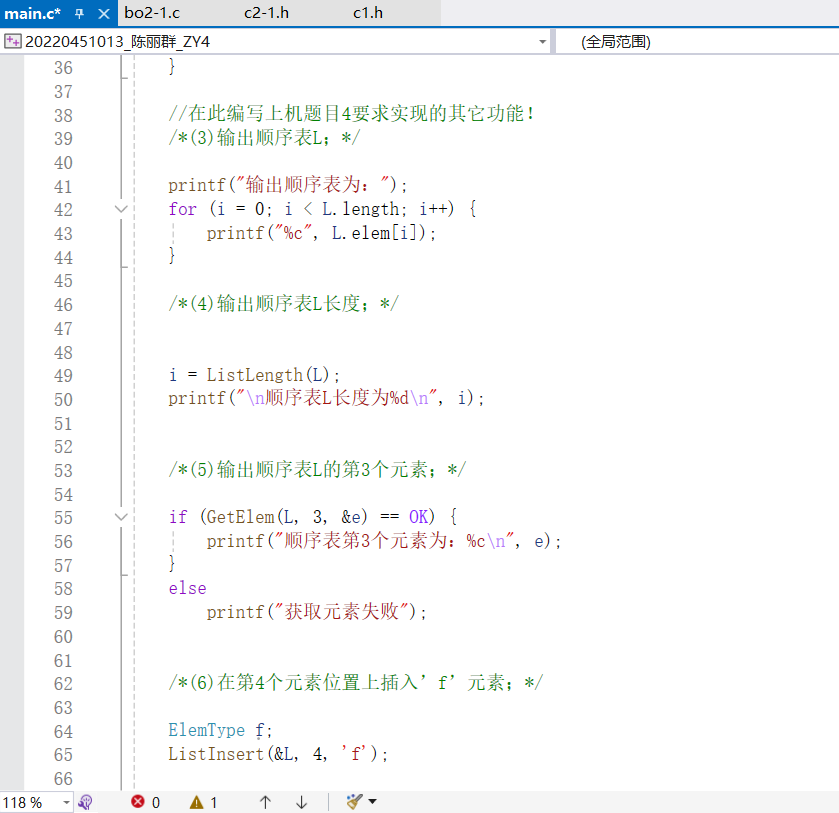 main.c* bo2-1.c c2-1.h c1.h
20220451013_陈丽群_ZY4 (全局范围)
36 }
37
38 //在此编写上机题目4要求实现的其它功能!
39 /*(3)输出顺序表L；*/
40
41 printf("输出顺序表为：");
42 for (i = 0; i < L.length; i++) {
43 printf("%c", L.elem[i]);
44 }
45
46 /*(4)输出顺序表L长度；*/
47
48
49 i = ListLength(L);
50 printf("\n顺序表L长度为%d\n", i);
51
52
53 /*(5)输出顺序表L的第3个元素；*/
54
55 if (GetElem(L, 3, &e) == OK) {
56 printf("顺序表第3个元素为：%c\n", e);
57 }
58 else
59 printf("获取元素失败");
60
61
62 /*(6)在第4个元素位置上插入’f’元素；*/
63
64 ElemType f;
65 ListInsert(&L, 4, 'f');
66
118 % 0 1